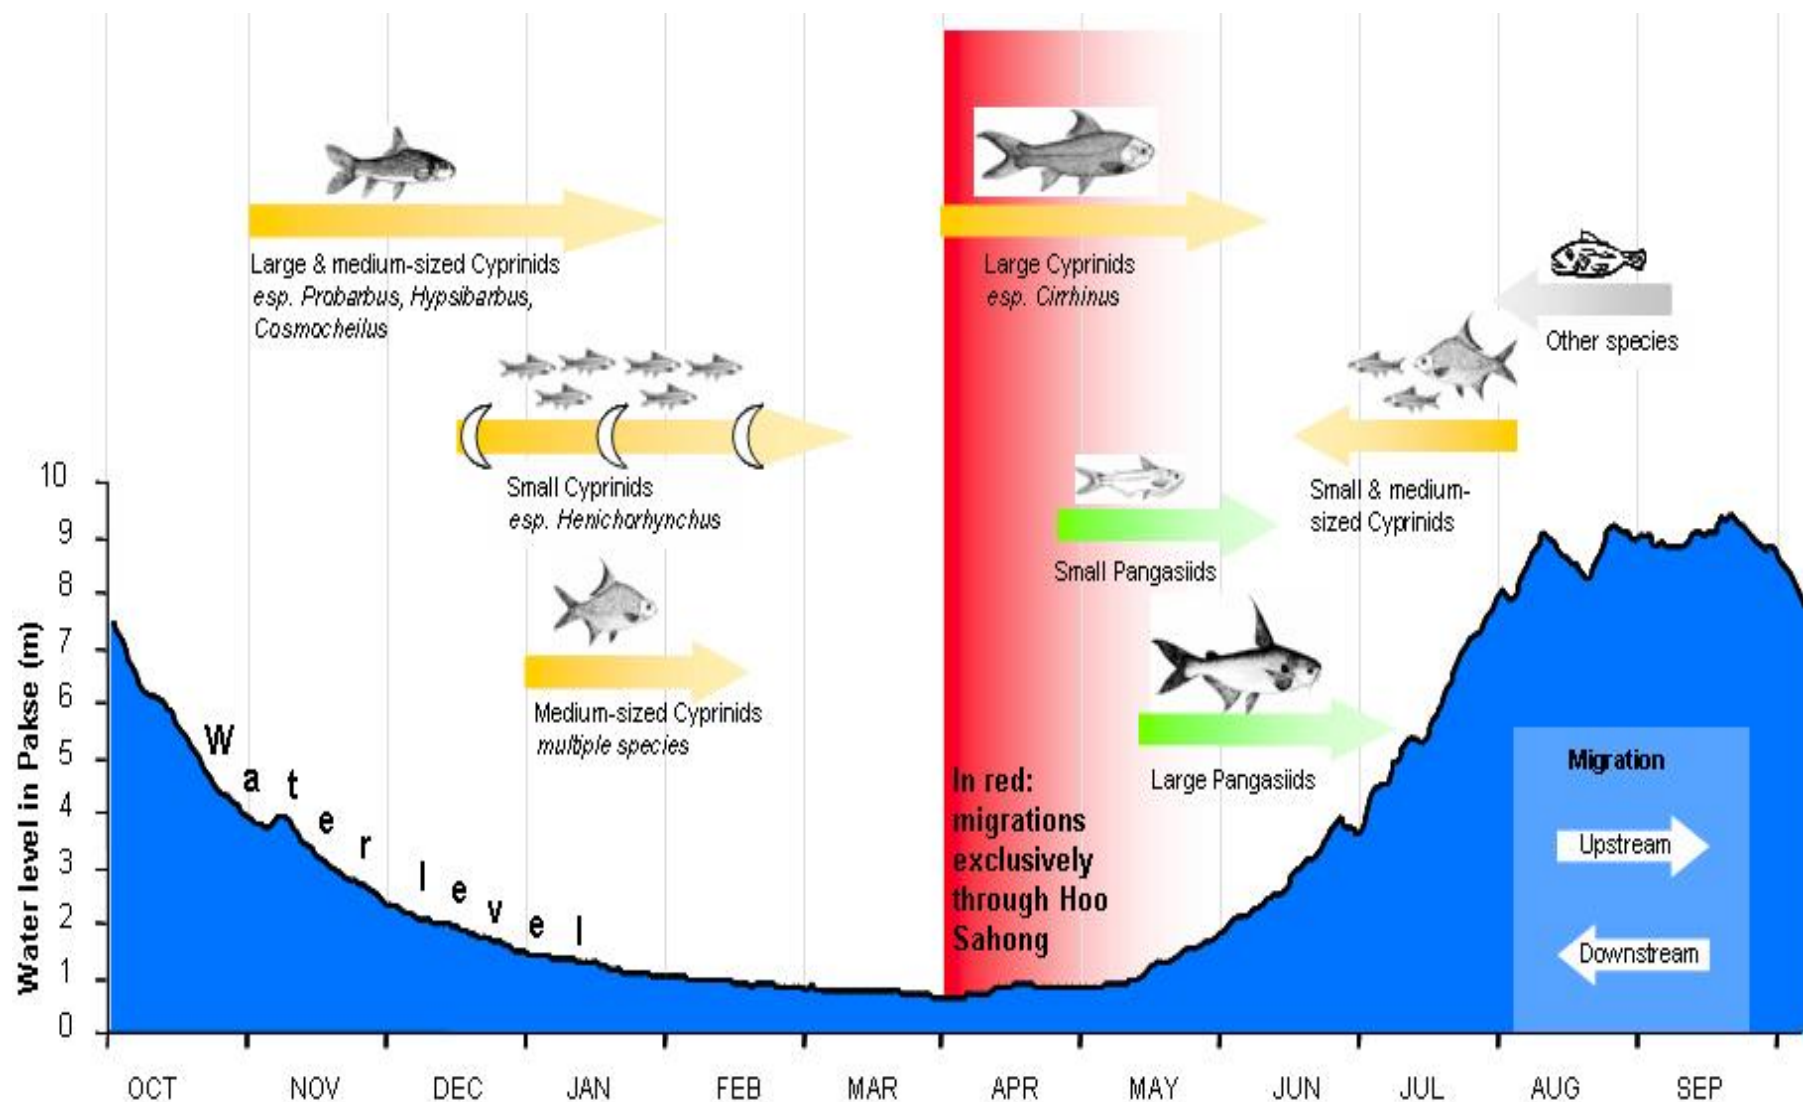 Large & medium-sized Cyprinids
esp. Probarbus, Hypsibarbus,
Cosmocheilus
Large Cyprinids
esp. Cirrhinus
Other species
Small Cyprinids
esp. Henichorhynchus
Small & medium-
sized Cyprinids
Small Pangasiids
Medium-sized Cyprinids
multiple species
Large Pangasiids
In red:
migrations
exclusively
through Hoo
Sahong
Migration
Upstream
Downstream
Water level
Water level in Pakse (m)
10
9
8
7
6
5
4
3
2
1
0
OCT NOV DEC JAN FEB MAR APR MAY JUN JUL AUG SEP